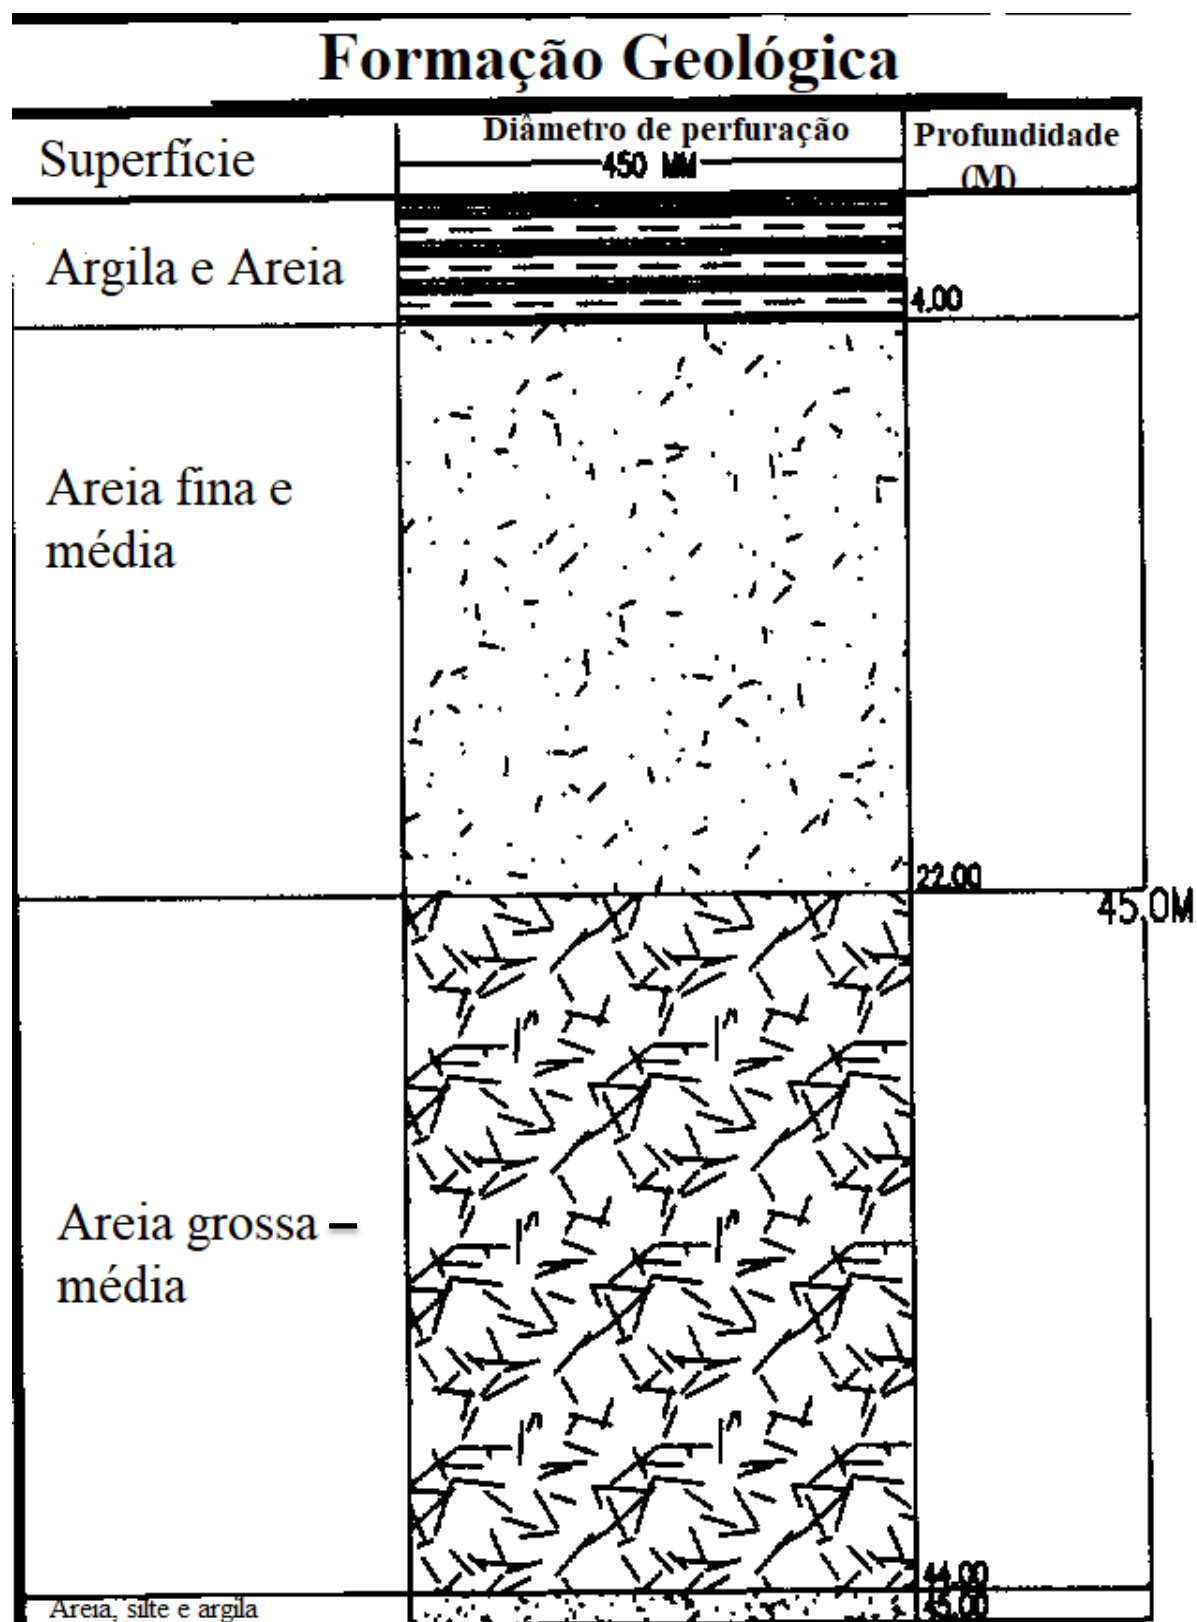 Formação Geológica
Superfície
Diâmetro de perfuração
450 MM
Profundidade
(M)
Argila e Areia
4.00
Areia fina e
média
22.00
45.0M
Areia grossa –
média
44.00
Areia, silte e argila
45.00